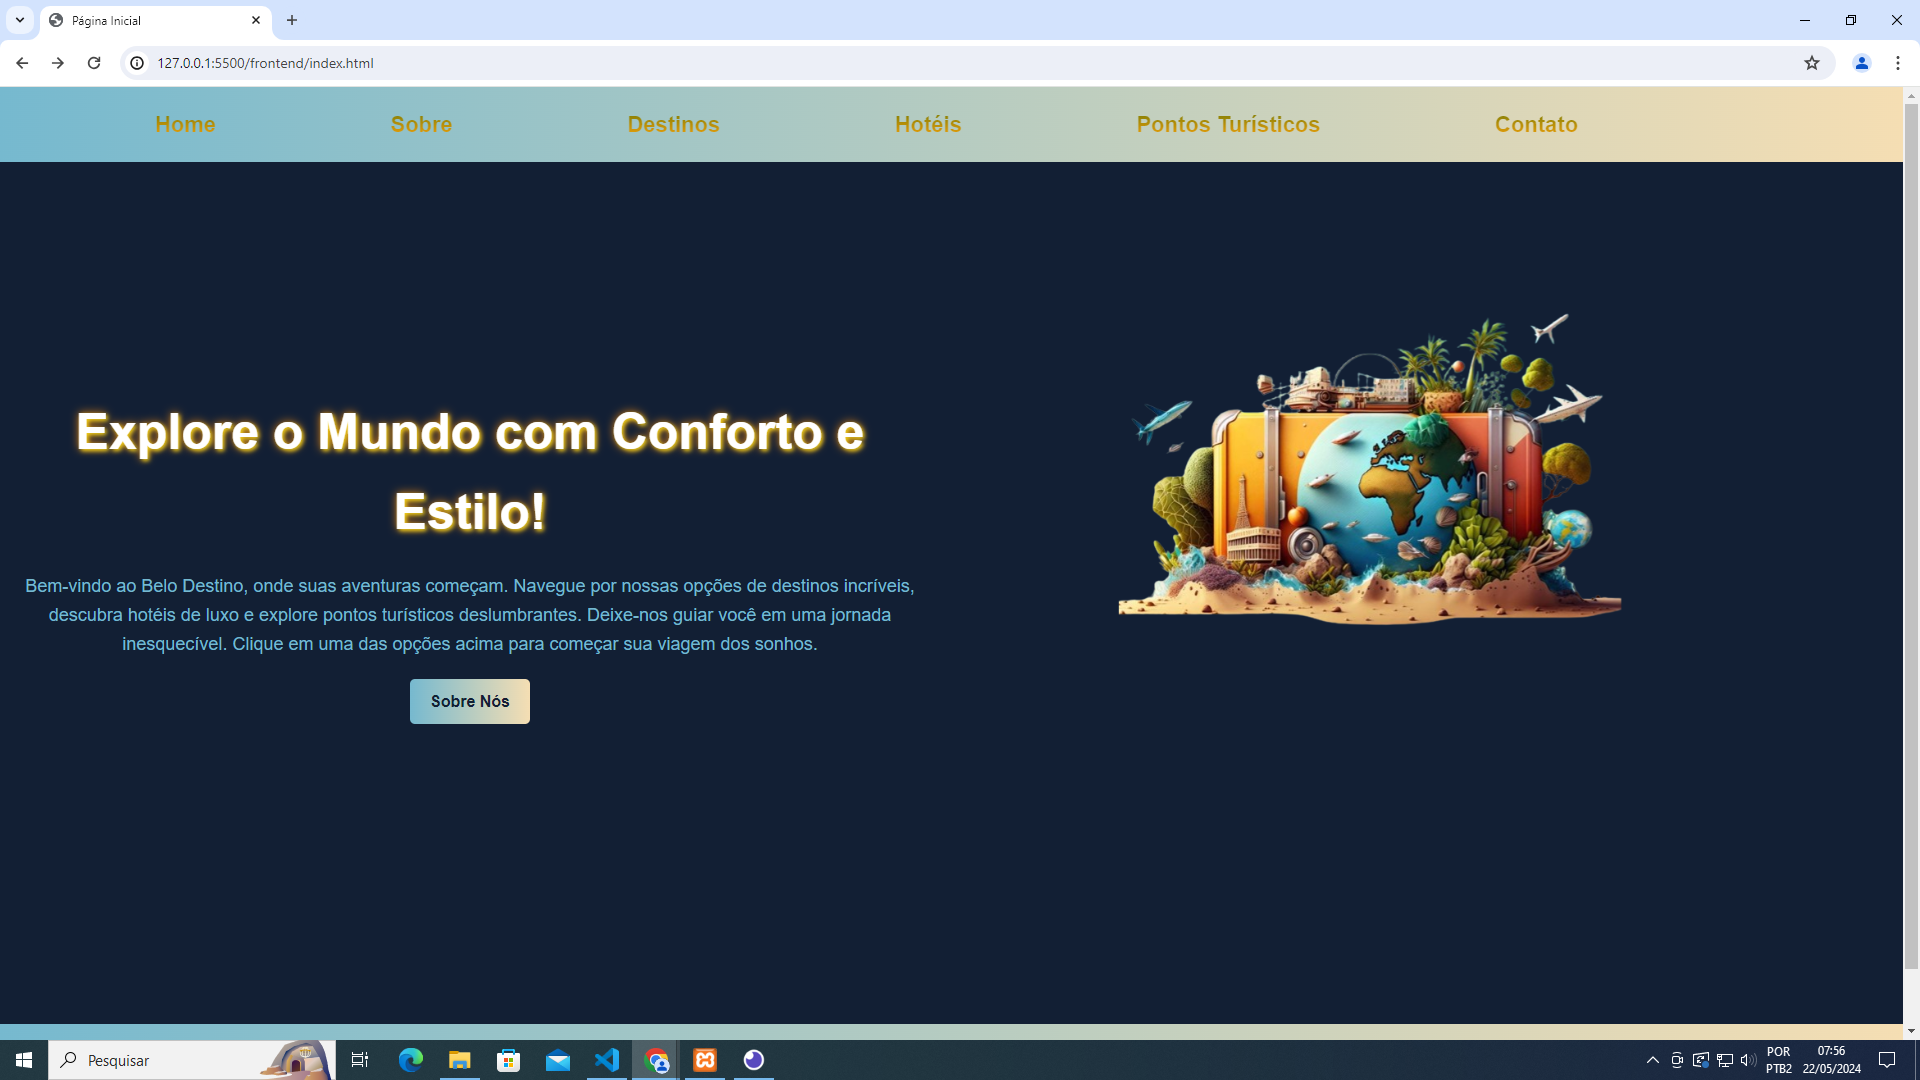 Página Inicial
127.0.0.1:5500/frontend/index.html
Home Sobre Destinos Hotéis Pontos Turísticos Contato
Explore o Mundo com Conforto e
Estilo!
Bem-vindo ao Belo Destino, onde suas aventuras começam. Navegue por nossas opções de destinos incríveis,
descubra hotéis de luxo e explore pontos turísticos deslumbrantes. Deixe-nos guiar você em uma jornada
inesquecível. Clique em uma das opções acima para começar sua viagem dos sonhos.
Sobre Nós
Pesquisar
POR
PTB2
07:56
22/05/2024